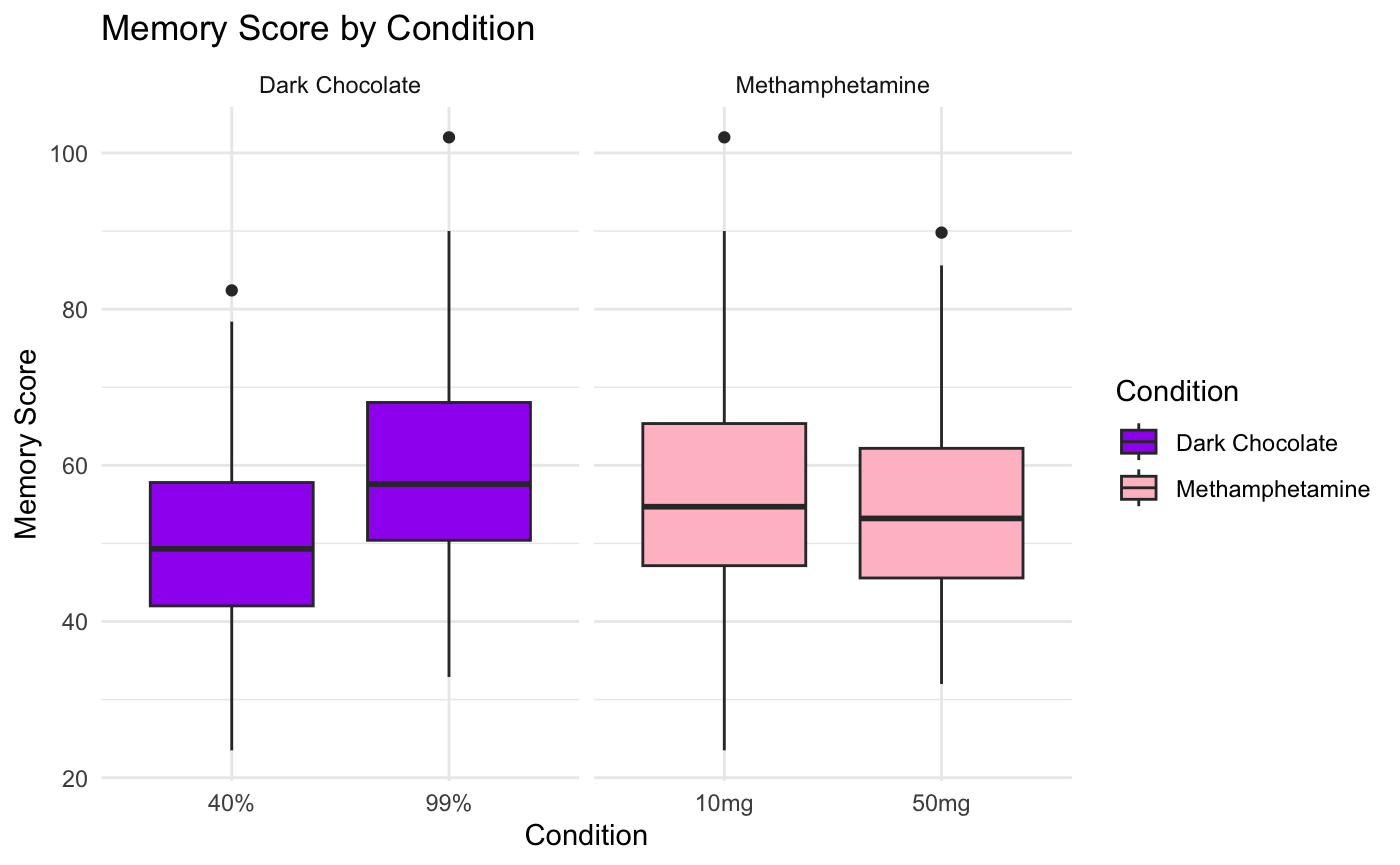 Memory Score by Condition
Dark Chocolate
Methamphetamine
Memory Score
100
80
60
40
20
40%
99%
10mg
50mg
Condition
Condition
Dark Chocolate
Methamphetamine